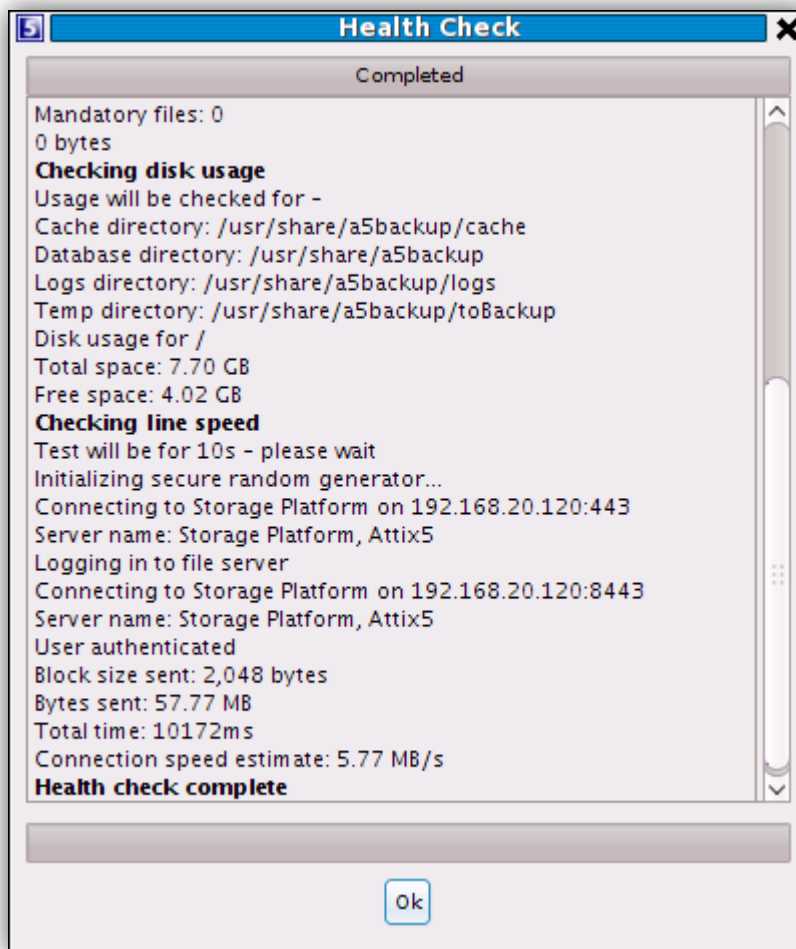 5 Health Check
Completed
Mandatory files: 0
0 bytes
Checking disk usage
Usage will be checked for –
Cache directory: /usr/share/a5backup/cache
Database directory: /usr/share/a5backup
Logs directory: /usr/share/a5backup/logs
Temp directory: /usr/share/a5backup/toBackup
Disk usage for /
Total space: 7.70 GB
Free space: 4.02 GB
Checking line speed
Test will be for 10s – please wait
Initializing secure random generator...
Connecting to Storage Platform on 192.168.20.120:443
Server name: Storage Platform, Attix5
Logging in to file server
Connecting to Storage Platform on 192.168.20.120:8443
Server name: Storage Platform, Attix5
User authenticated
Block size sent: 2,048 bytes
Bytes sent: 57.77 MB
Total time: 10172ms
Connection speed estimate: 5.77 MB/s
Health check complete
Ok